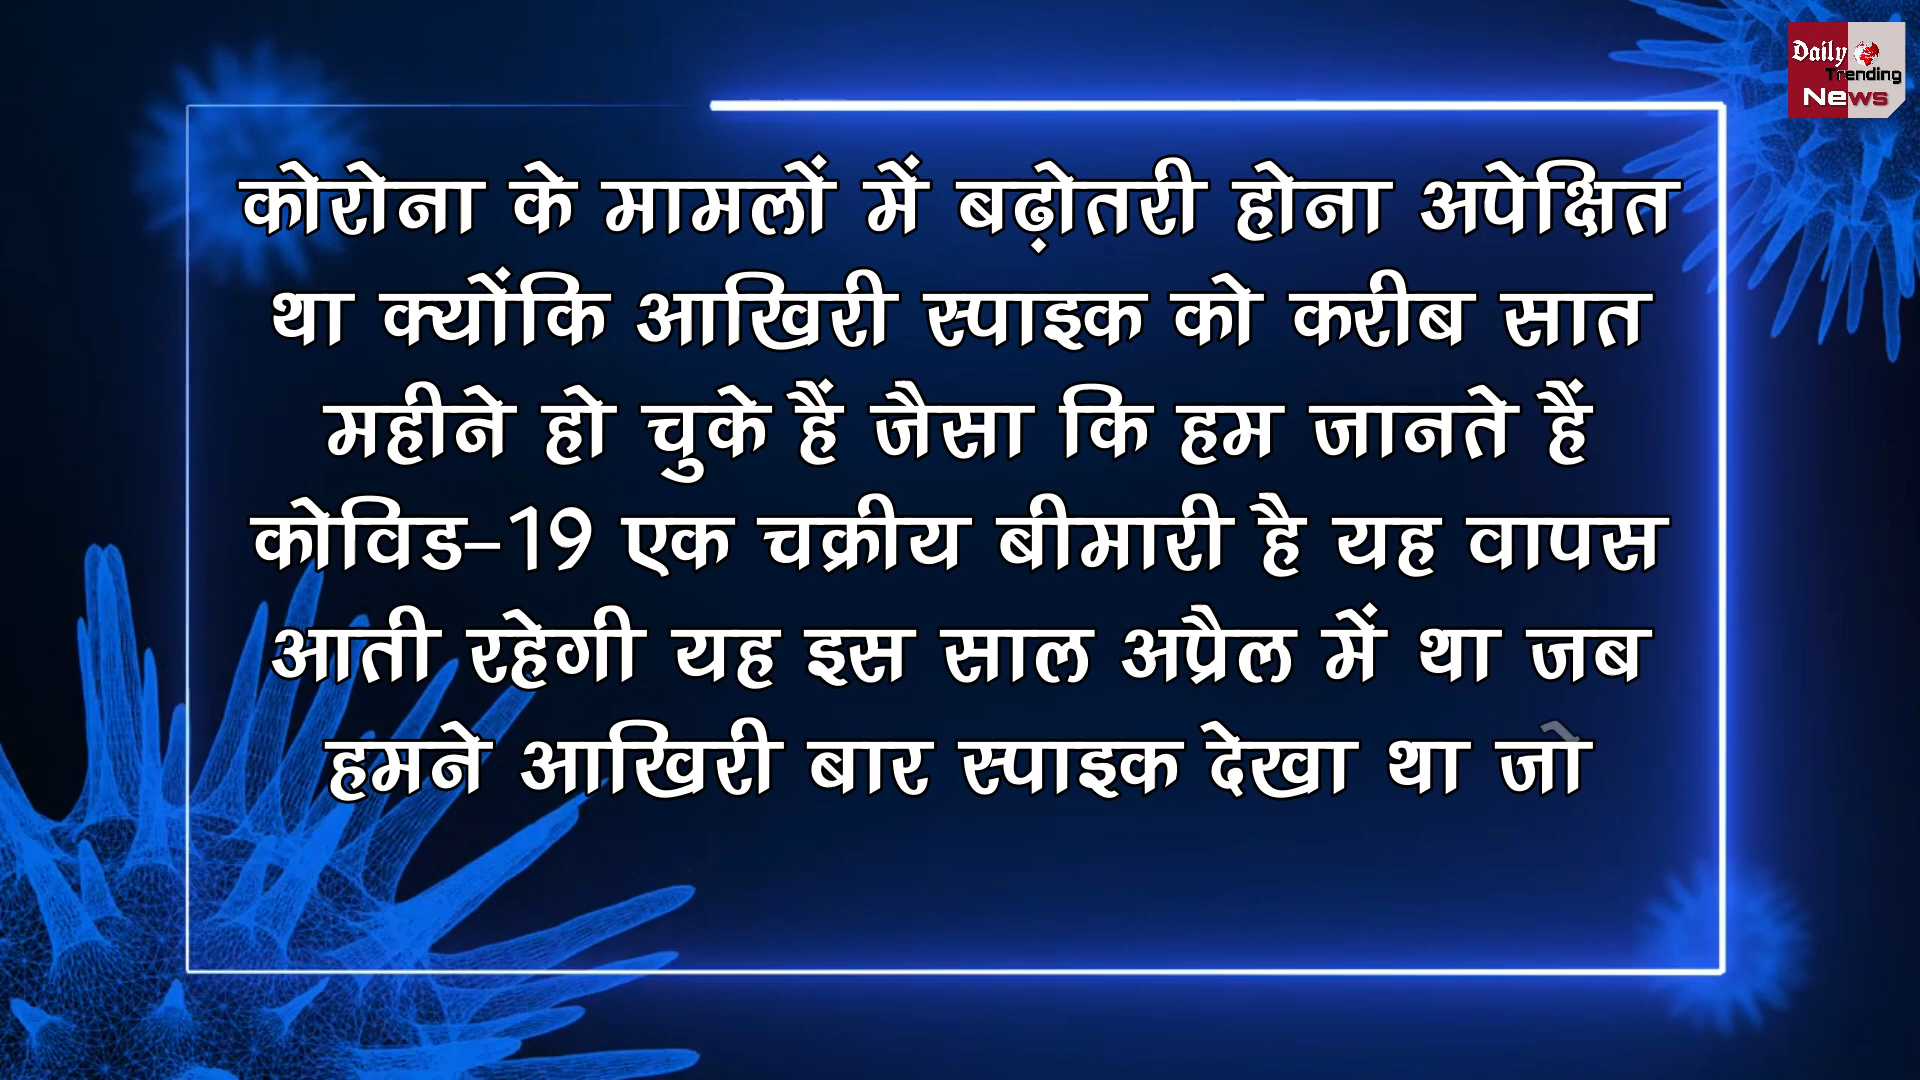 Daily
Trending
News
कोरोना के मामलों में बढ़ोतरी होना अपेक्षित
था क्योंकि आखिरी स्पाइक को करीब सात
महीने हो चुके हैं जैसा कि हम जानते हैं
कोविड-19 एक चक्रीय बीमारी है यह वापस
आती रहेगी यह इस साल अप्रैल में था जब
हमने आखिरी बार स्पाइक देखा था जो